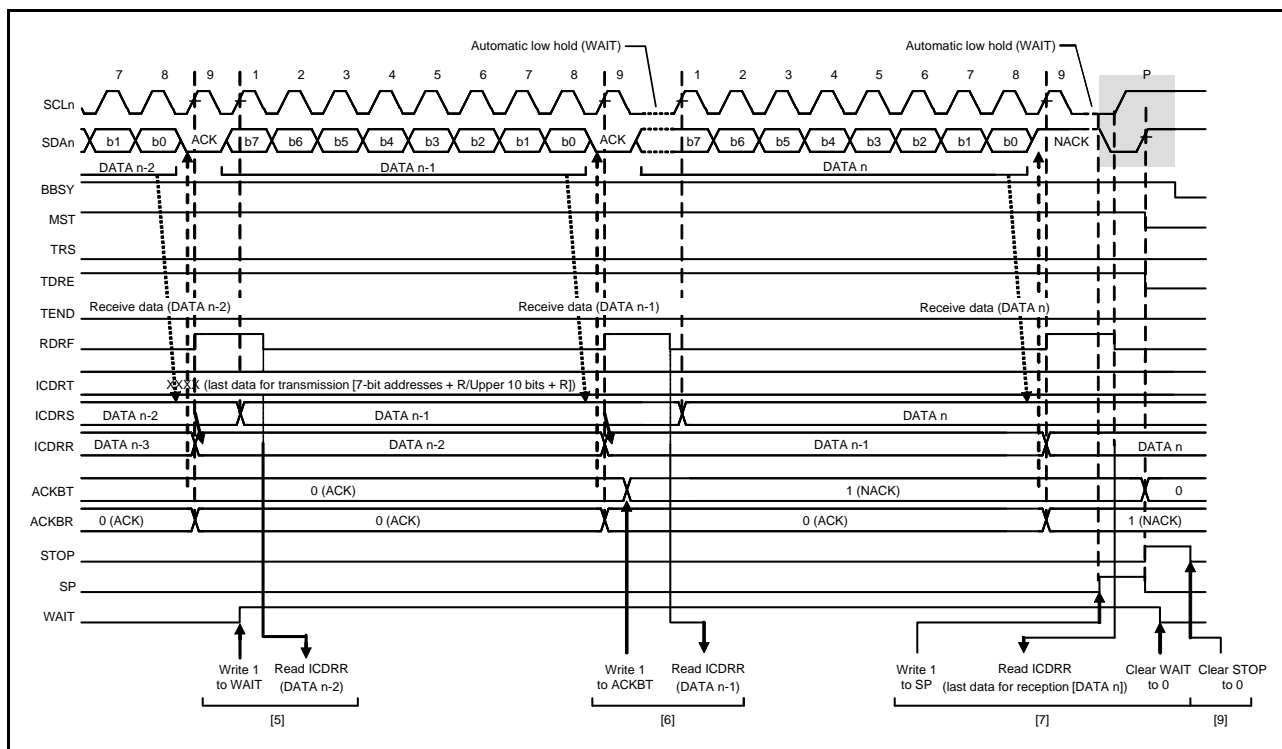 Automatic low hold (WAIT)
Automatic low hold (WAIT)
7 8 9 1 2 3 4 5 6 7 8 9 1 2 3 4 5 6 7 8 9 P
SCLn
SDAn b1 b0 ACK b7 b6 b5 b4 b3 b2 b1 b0 ACK b7 b6 b5 b4 b3 b2 b1 b0 NACK
DATA n-2 DATA n-1 DATA n
BBSY
MST
TRS
TDRE
Receive data (DATA n-2) Receive data (DATA n-1) Receive data (DATA n)
TEND
RDRF
ICDRT XXXX (last data for transmission [7-bit addresses + R/Upper 10 bits + R])
ICDRS DATA n-2 DATA n-1 DATA n
ICDRR DATA n-3 DATA n-2 DATA n-1 DATA n
ACKBT 0 (ACK) 1 (NACK) 0
ACKBR 0 (ACK) 0 (ACK) 0 (ACK) 1 (NACK)
STOP
SP
WAIT
Write 1
to WAIT
Read ICDRR
(DATA n-2)
Write 1
to ACKBT
Read ICDRR
(DATA n-1)
Write 1
to SP
Read ICDRR
(last data for reception [DATA n])
Clear WAIT
to 0
Clear STOP
to 0
[5] [6] [7] [9]